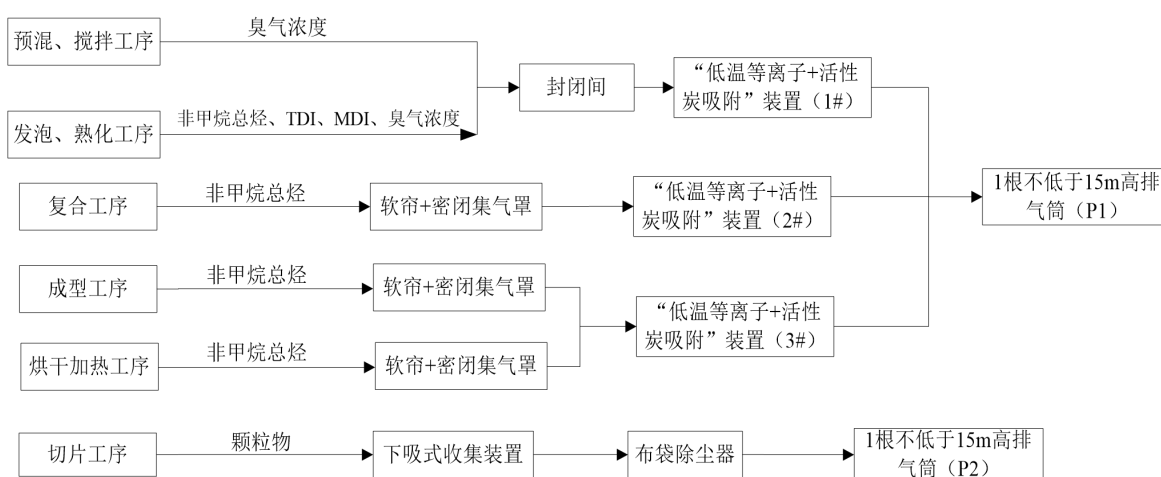 预混、搅拌工序
臭气浓度
发泡、熟化工序
非甲烷总烃、TDI、MDI、臭气浓度
封闭间
“低温等离子+活性
炭吸附”装置（1#）
复合工序
非甲烷总烃
软帘+密闭集气罩
“低温等离子+活性
炭吸附”装置（2#）
1根不低于15m高排
气筒（P1）
成型工序
非甲烷总烃
软帘+密闭集气罩
烘干加热工序
非甲烷总烃
软帘+密闭集气罩
“低温等离子+活性
炭吸附”装置（3#）
切片工序
颗粒物
下吸式收集装置
布袋除尘器
1根不低于15m高排
气筒（P2）